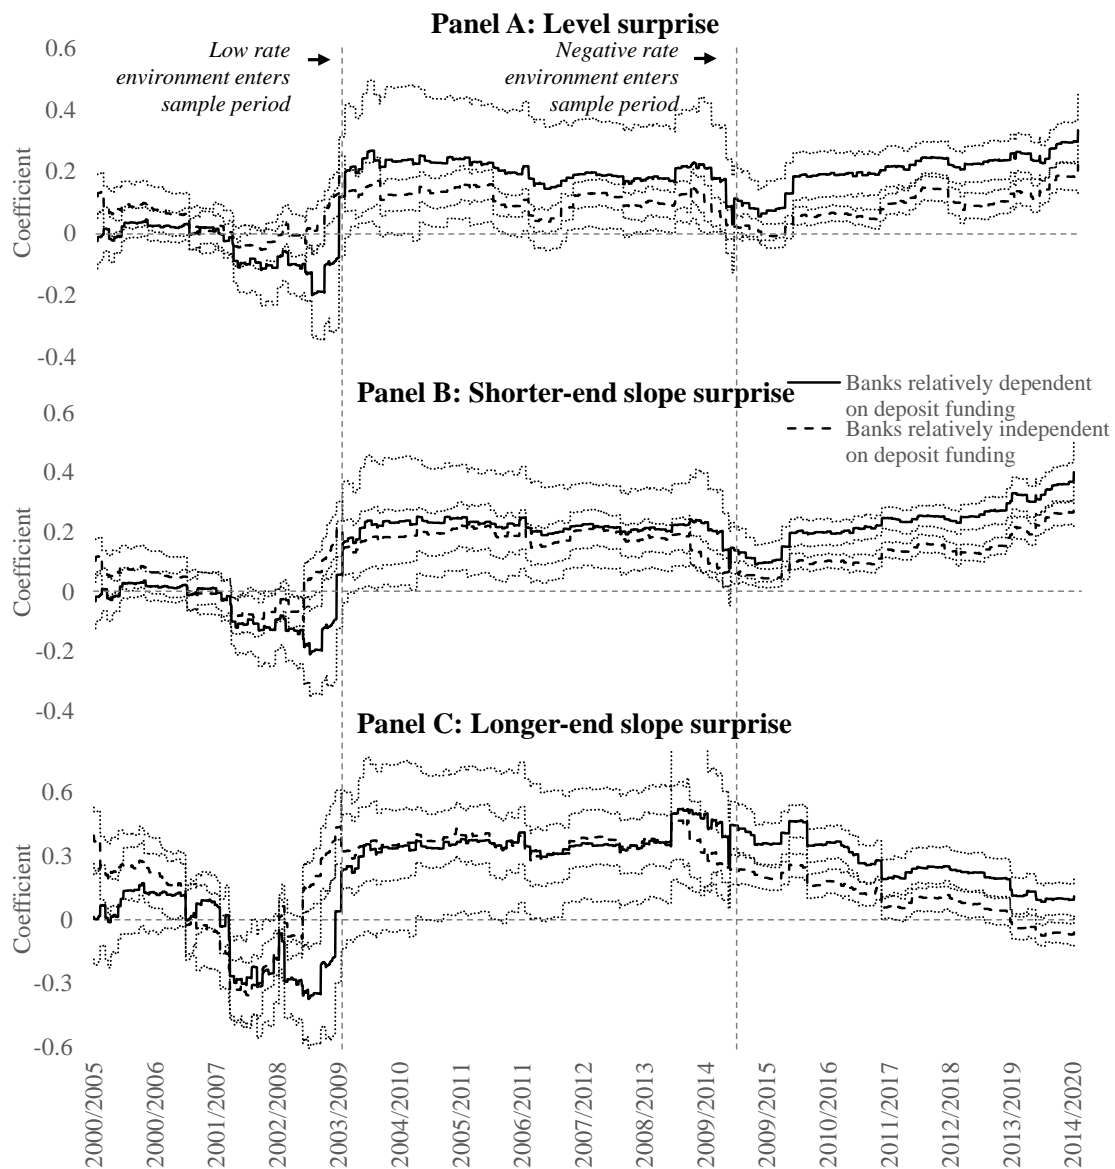 Panel A: Level surprise
0.6
0.4
0.2
0
-0.2
-0.4
Coefficient
Low rate
environment enters
sample period
Negative rate
environment enters
sample period
Panel B: Shorter-end slope surprise
Banks relatively dependent
on deposit funding
Banks relatively independent
on deposit funding
0.6
0.4
0.2
0
-0.2
-0.4
Coefficient
Panel C: Longer-end slope surprise
0.6
0.3
0
-0.3
-0.6
Coefficient
2000/2005
2000/2006
2001/2007
2002/2008
2003/2009
2004/2010
2005/2011
2006/2011
2007/2012
2008/2013
2009/2014
2009/2015
2010/2016
2011/2017
2012/2018
2013/2019
2014/2020